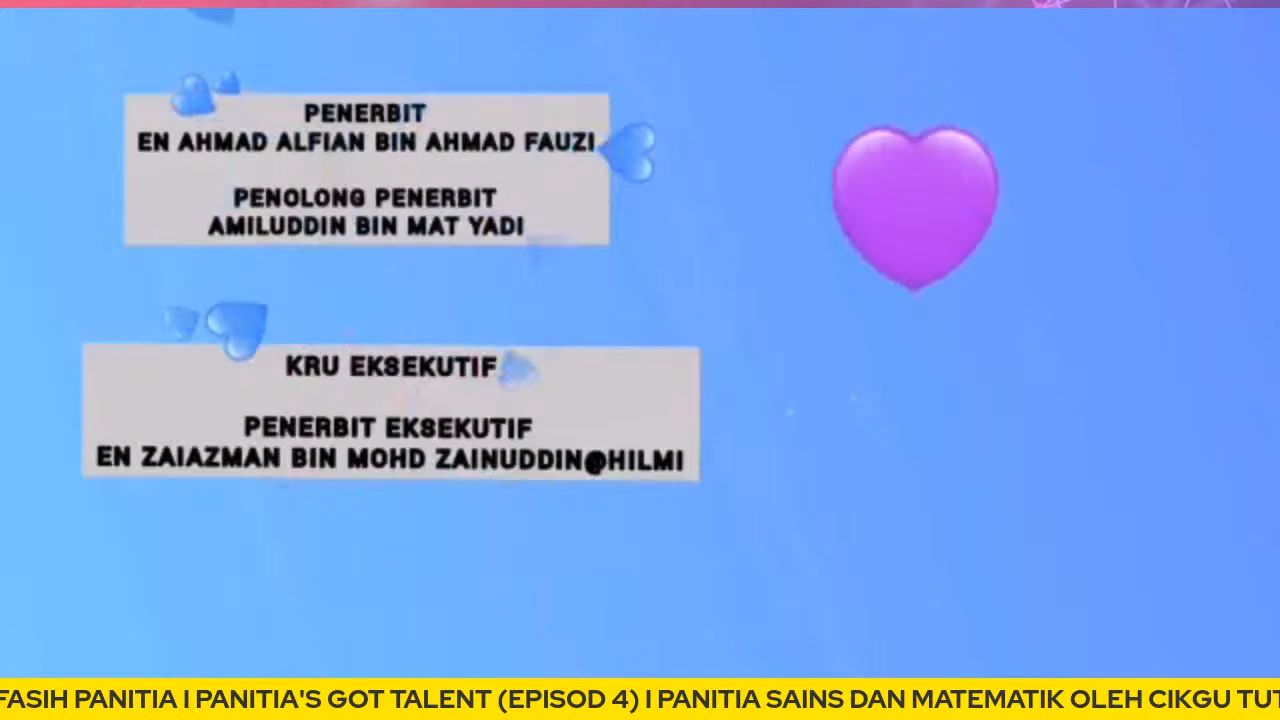 PENERBIT
EN AHMAD ALFIAN BIN AHMAD FAUZI
PENOLONG PENERBIT
AMILUDDIN BIN MAT YADI
KRU EKSEKUTIF
PENERBIT EKSEKUTIF
EN ZAIAZMAN BIN MOHD ZAINUDDIN@HILMI
FASIH PANITIA I PANITIA'S GOT TALENT (EPISOD 4) I PANITIA SAINS DAN MATEMATIK OLEH CIKGU